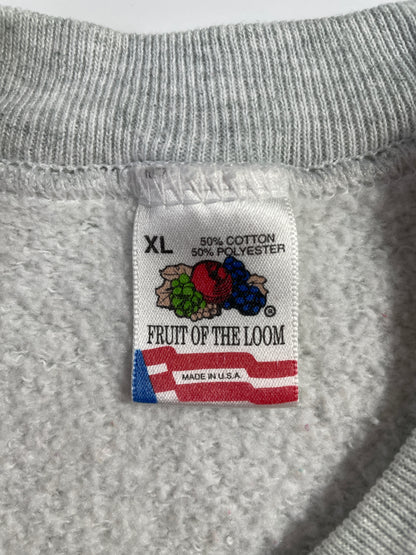 XL
50% COTTON
50% POLYESTER
®
FRUIT OF THE LOOM
MADE IN U.S.A.